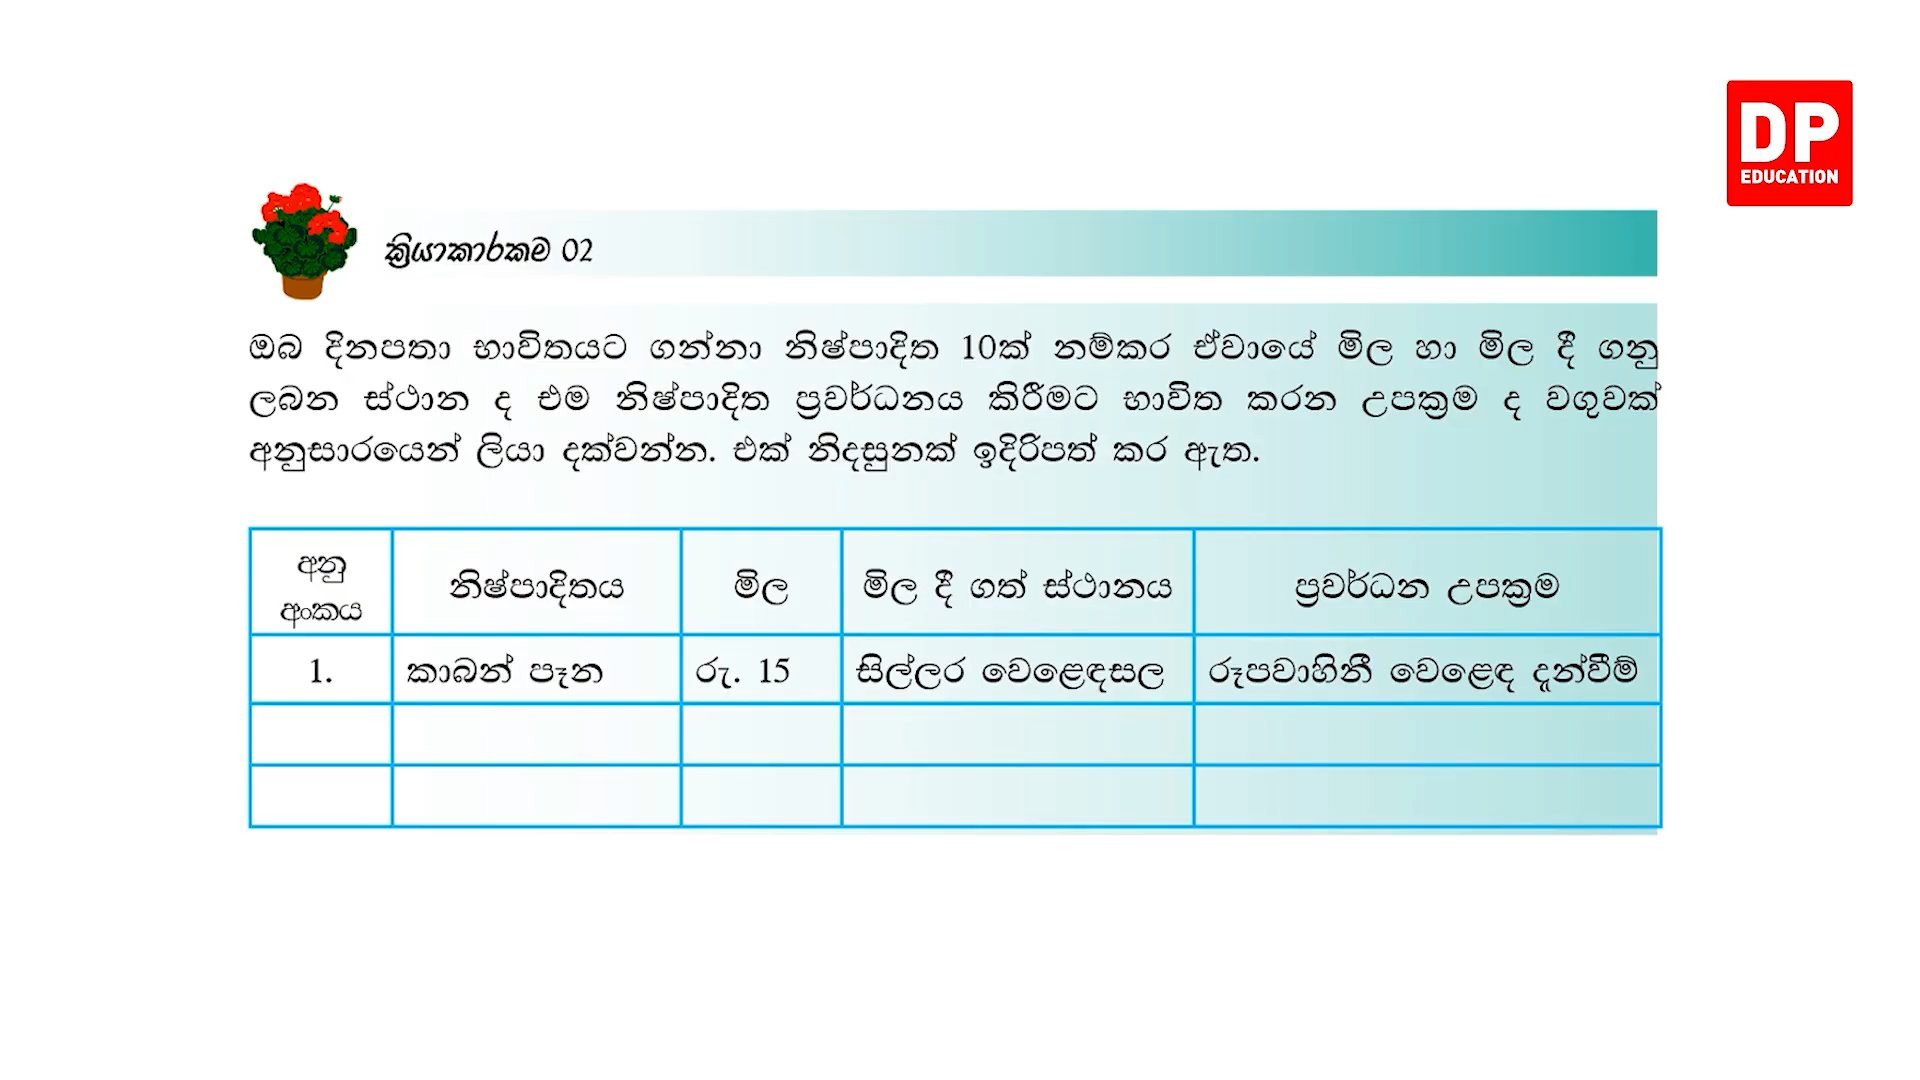 DP
EDUCATION
ක්‍රියාකාරකම 02
ඔබ දිනපතා භාවිතයට ගන්නා නිෂ්පාදිත 10ක් නම්කර ඒවායේ මිල හා මිල දී ගනු
ලබන ස්ථාන ද එම නිෂ්පාදිත ප්‍රවර්ධනය කිරීමට භාවිත කරන උපක්‍රම ද වගුවක්
අනුසාරයෙන් ලියා දක්වන්න. එක් නිදසුනක් ඉදිරිපත් කර ඇත.
අනු අංකය නිෂ්පාදිතය මිල මිල දී ගත් ස්ථානය ප්‍රවර්ධන උපක්‍රම
1. කාබන් පෑන රු. 15 සිල්ලර වෙළෙඳසල රූපවාහිනී වෙළෙඳ දැන්වීම්